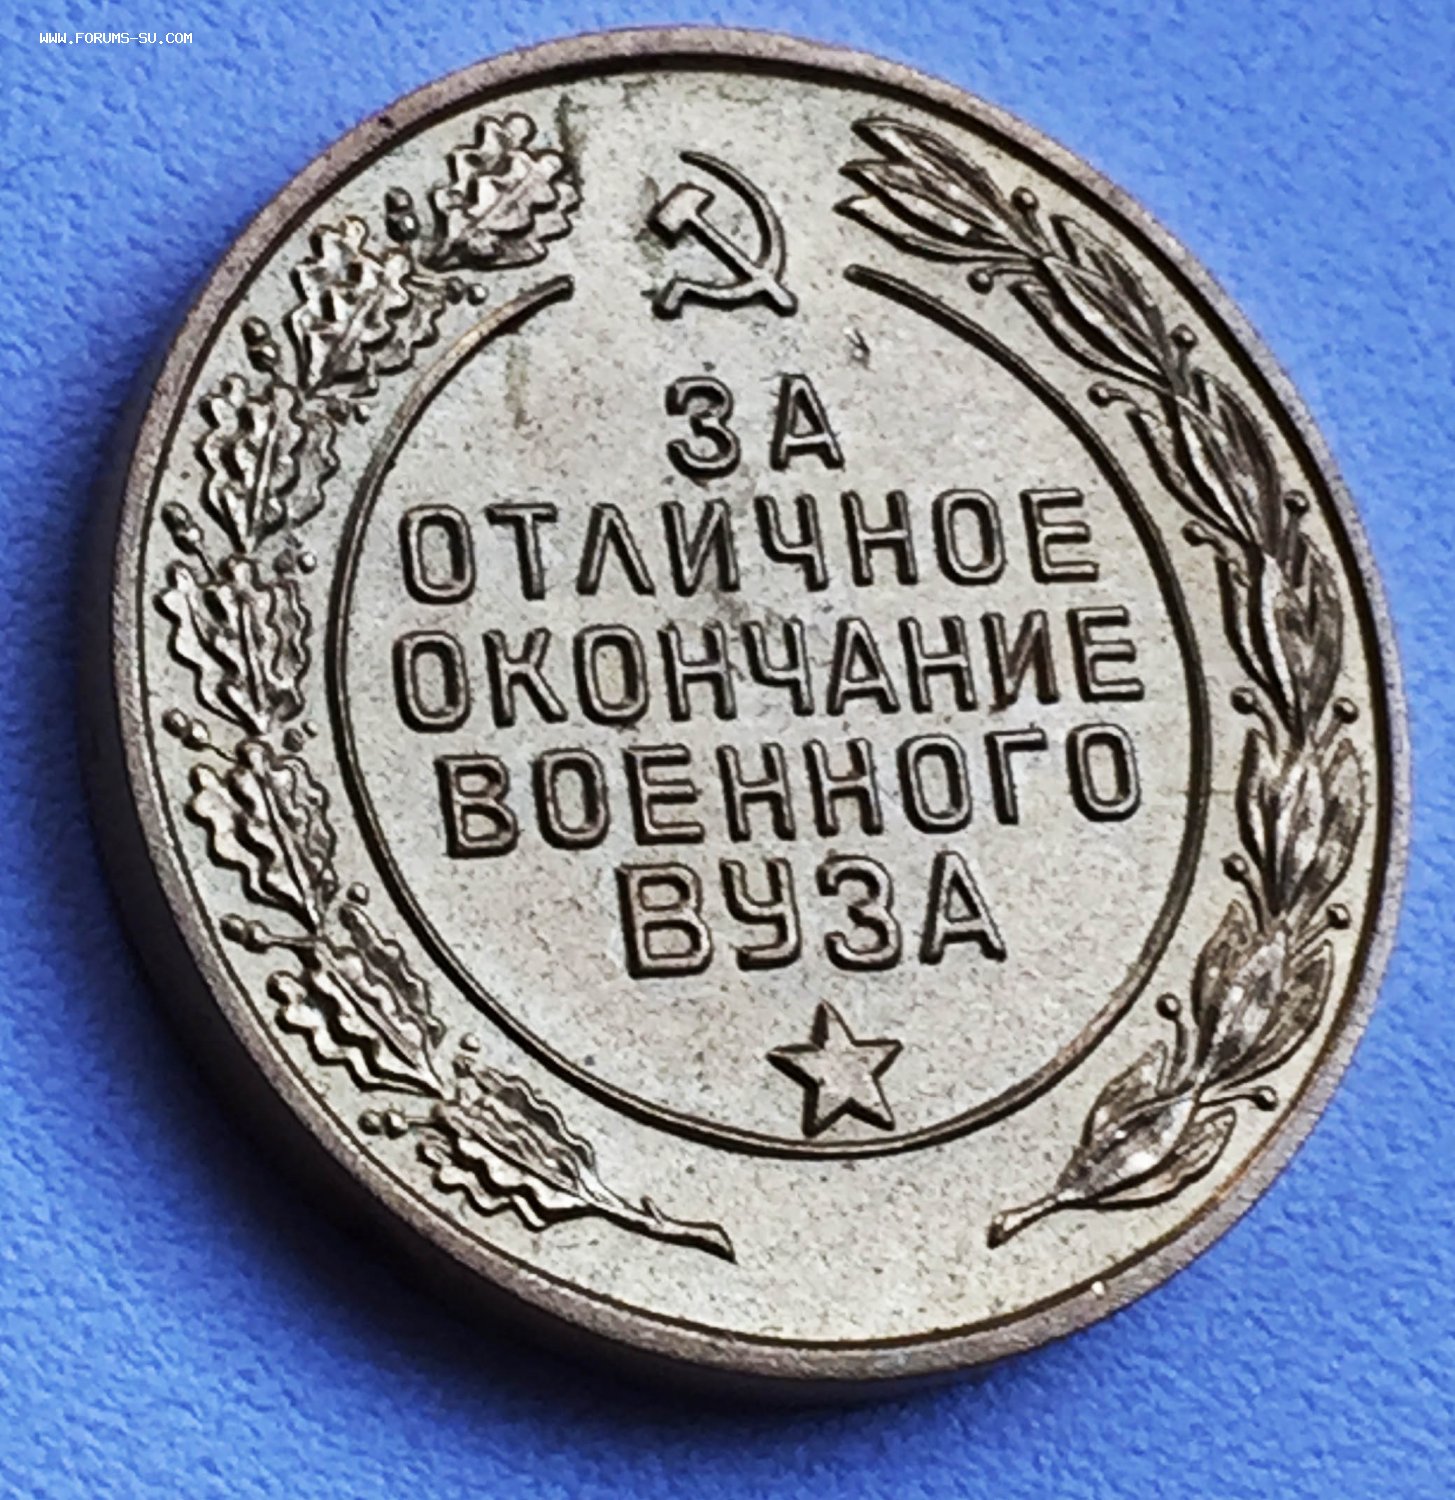 WWW.FORUMS-SU.COM
ЗА
ОТЛИЧНОЕ
ОКОНЧАНИЕ
ВОЕННОГО
ВУЗА